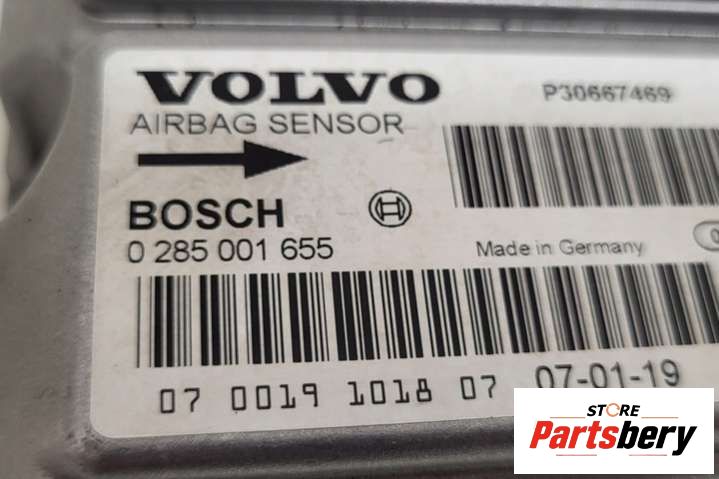 VOLVO
P30667469
AIRBAG SENSOR
BOSCH
0 285 001 655
Made in Germany
07 00191 1018 07 07-01-19
STORE
Partsbery